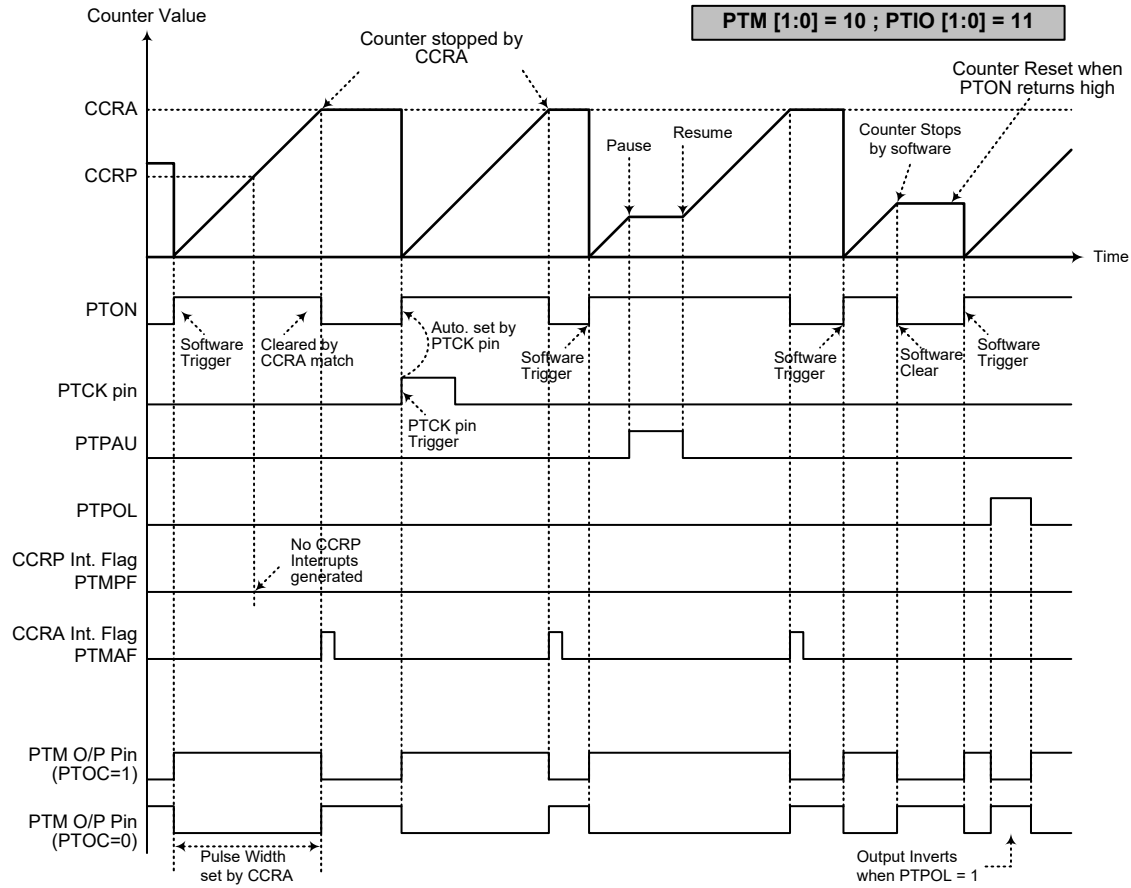 Counter Value
PTM [1:0] = 10 ; PTIO [1:0] = 11
Counter stopped by
CCRA
Counter Reset when
PTON returns high
CCRA
Pause
Resume
Counter Stops
by software
CCRP
Time
PTON
Software
Trigger
Cleared by
CCRA match
Auto. set by
PTCK pin
Software
Trigger
Software
Trigger
Software
Clear
Software
Trigger
PTCK pin
PTCK pin
Trigger
PTPAU
PTPOL
CCRP Int. Flag
PTMPF
No CCRP
Interrupts
generated
CCRA Int. Flag
PTMAF
PTM O/P Pin
(PTOC=1)
PTM O/P Pin
(PTOC=0)
Pulse Width
set by CCRA
Output Inverts
when PTPOL = 1